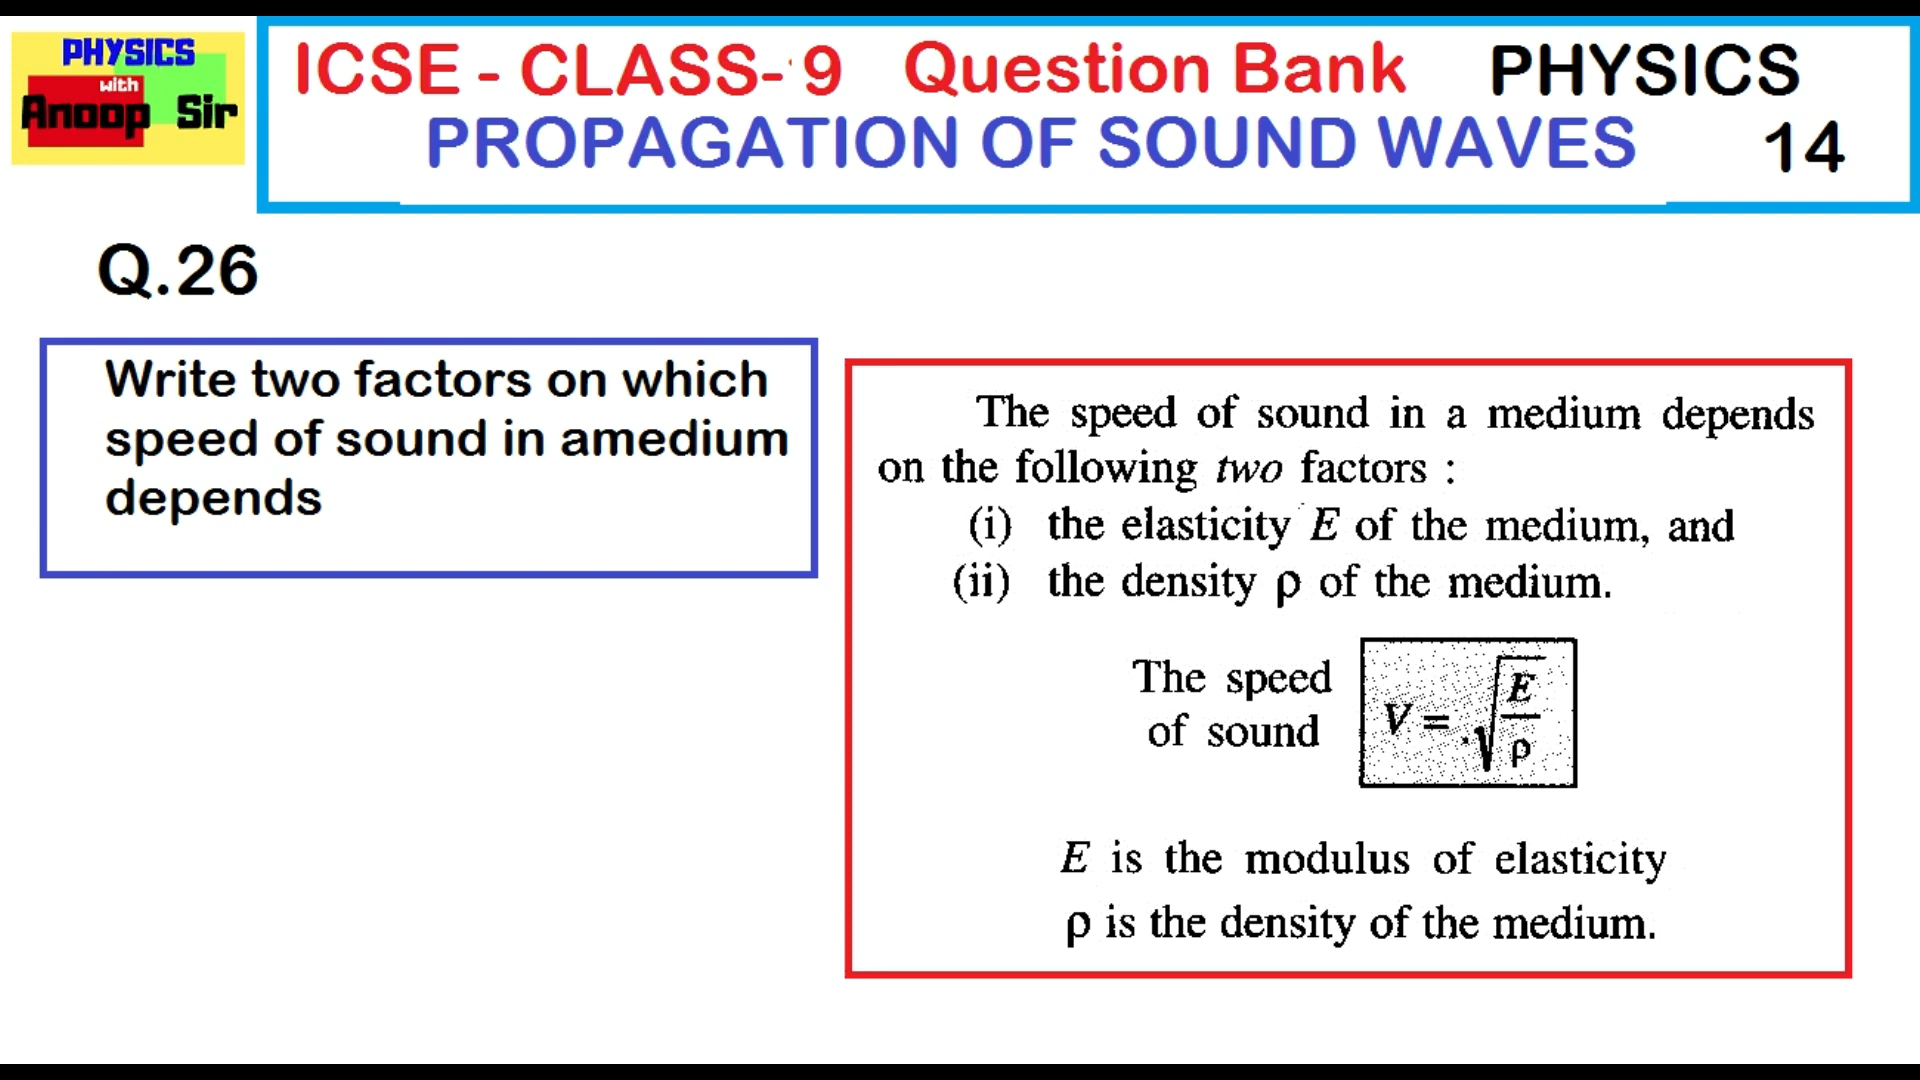 PHYSICS
with
Anoop Sir
ICSE - CLASS- 9 Question Bank PHYSICS
PROPAGATION OF SOUND WAVES 14
Q.26
Write two factors on which
speed of sound in amedium
depends
The speed of sound in a medium depends
on the following two factors :
(i) the elasticity E of the medium, and
(ii) the density ρ of the medium.
The speed
of sound
V = √(E/ρ)
E is the modulus of elasticity
ρ is the density of the medium.